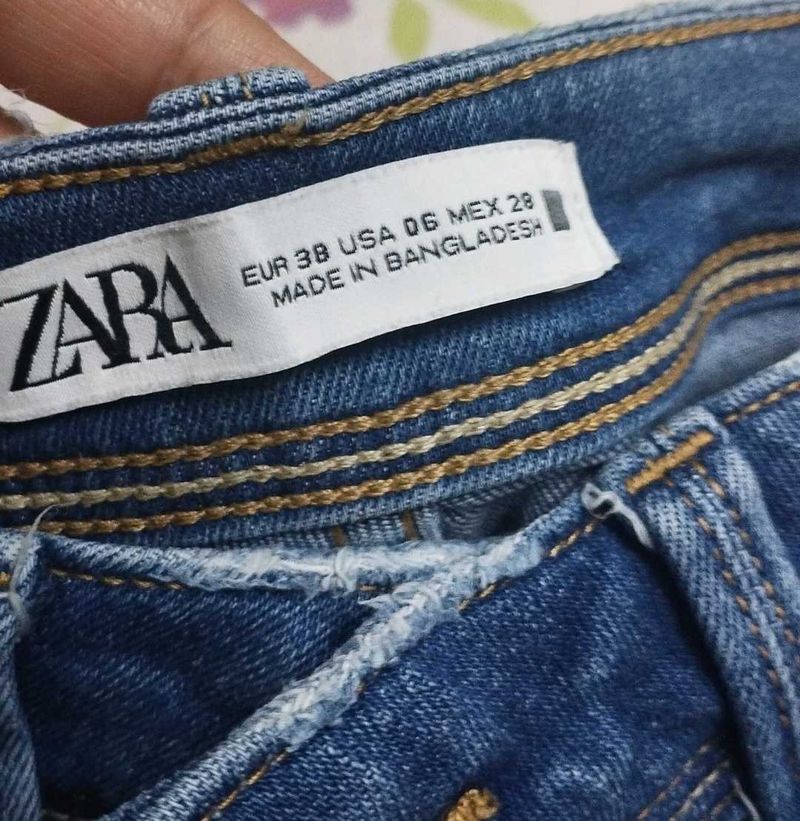 ZARA
EUR 38 USA 06 MEX 28
MADE IN BANGLADESH